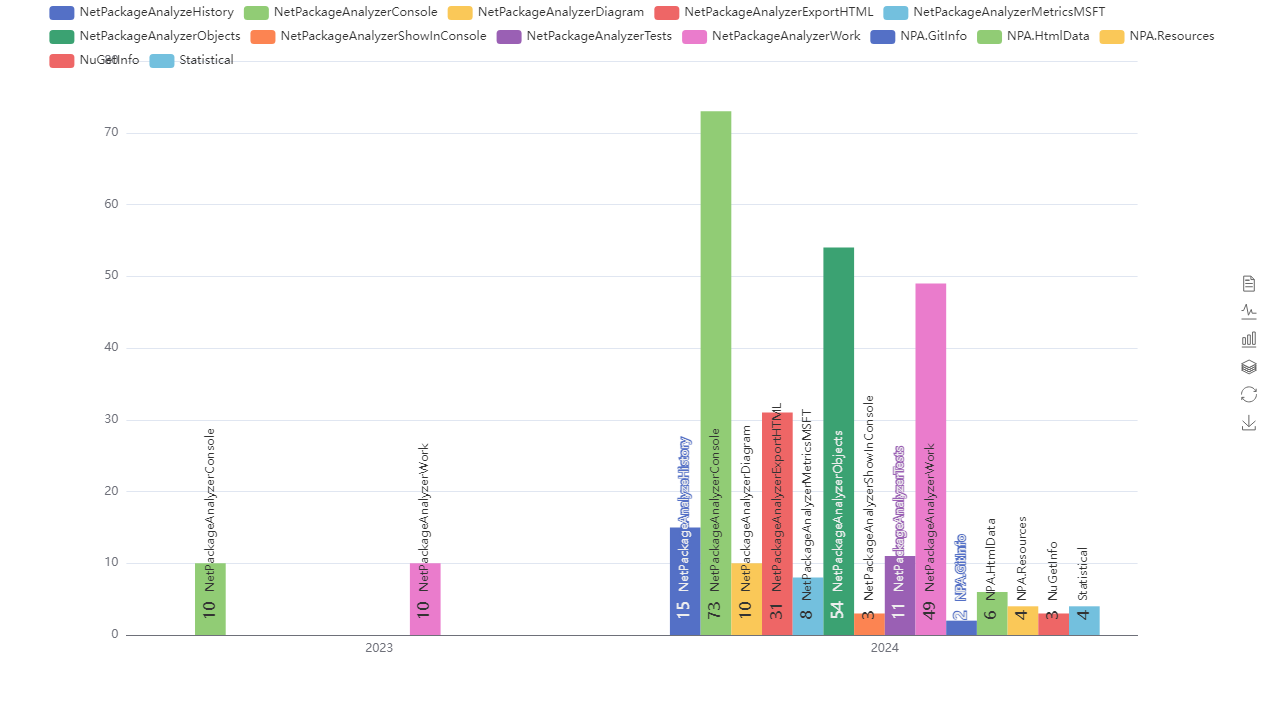 NetPackageAnalyzeHistory NetPackageAnalyzerConsole NetPackageAnalyzerDiagram NetPackageAnalyzerExportHTML NetPackageAnalyzerMetricsMSFT
NetPackageAnalyzerObjects NetPackageAnalyzerShowInConsole NetPackageAnalyzerTests NetPackageAnalyzerWork NPA.GitInfo NPA.HtmlData NPA.Resources
NuGetInfo Statistical
80
70
60
50
40
30
20
10
0
10 NetPackageAnalyzerConsole
10 NetPackageAnalyzerWork
15 NetPackageAnalyzeHistory
73 NetPackageAnalyzerConsole
10 NetPackageAnalyzerDiagram
31 NetPackageAnalyzerExportHTML
8 NetPackageAnalyzerMetricsMSFT
54 NetPackageAnalyzerObjects
3 NetPackageAnalyzerShowInConsole
11 NetPackageAnalyzerTests
49 NetPackageAnalyzerWork
2 NPA.GitInfo
6 NPA.HtmlData
4 NPA.Resources
3 NuGetInfo
4 Statistical
2023 2024